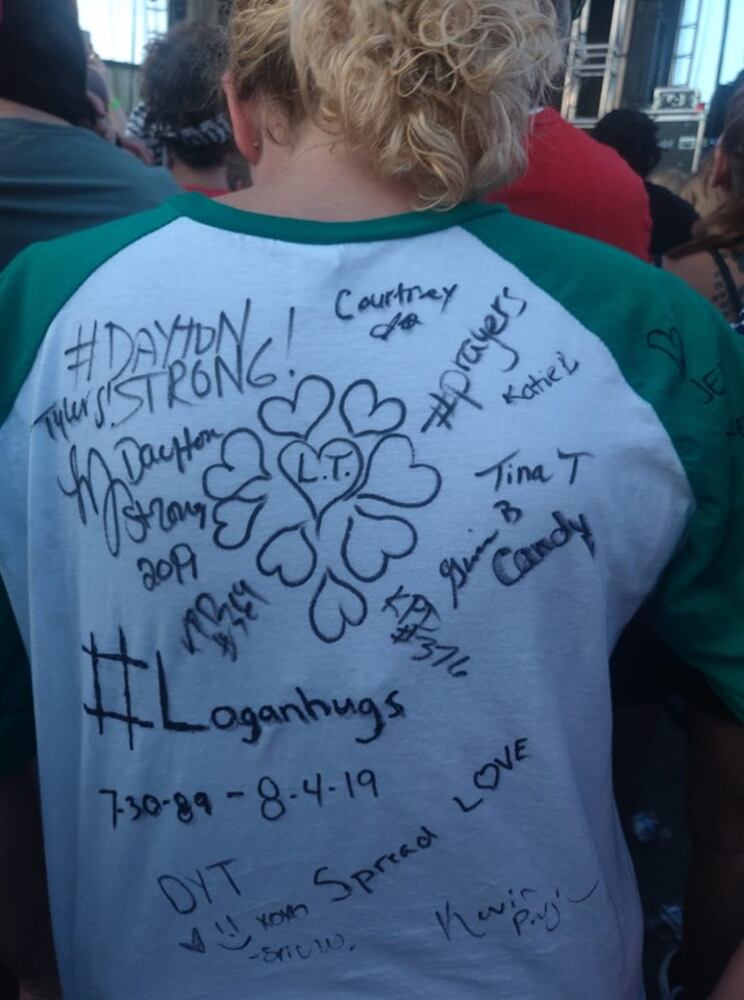 #DAYTON
STRONG!
Tyler S!
Courtney
#prayers
Katie
Dayton
Strong
2019
L.T.
Tina T
B
Candy
KPD
#376
#Loganhugs
7-30-89 - 8-4-19
Spread LOVE
DYT
xoxo
Kevin